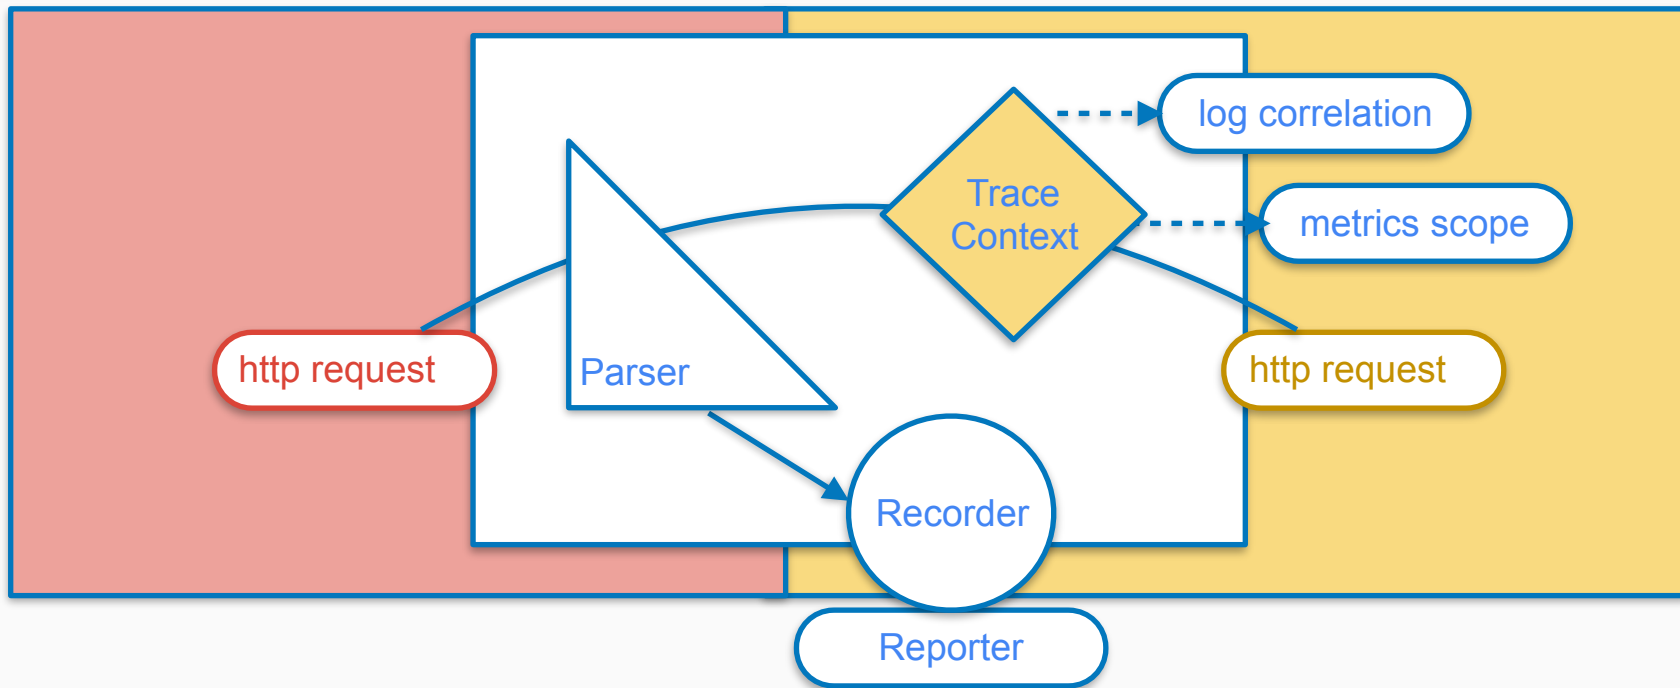 log correlation
Trace
Context
metrics scope
http request
Parser
http request
Recorder
Reporter